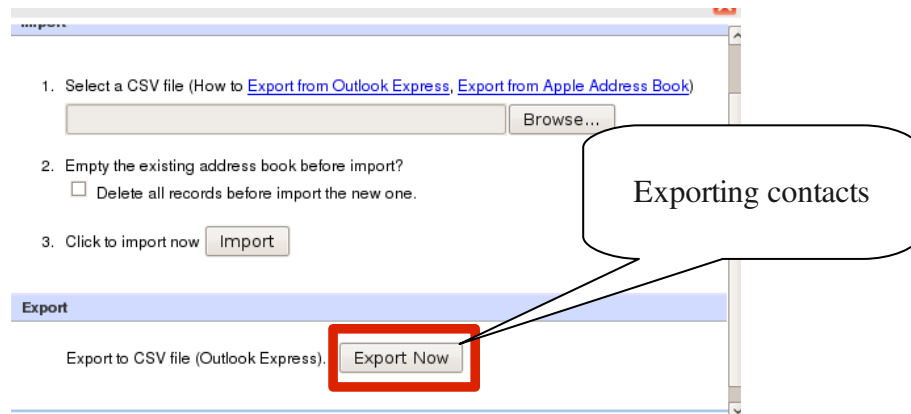 Import
1. Select a CSV file (How to Export from Outlook Express, Export from Apple Address Book)
Browse...
2. Empty the existing address book before import?
Delete all records before import the new one.
Exporting contacts
3. Click to import now Import
Export
Export to CSV file (Outlook Express). Export Now